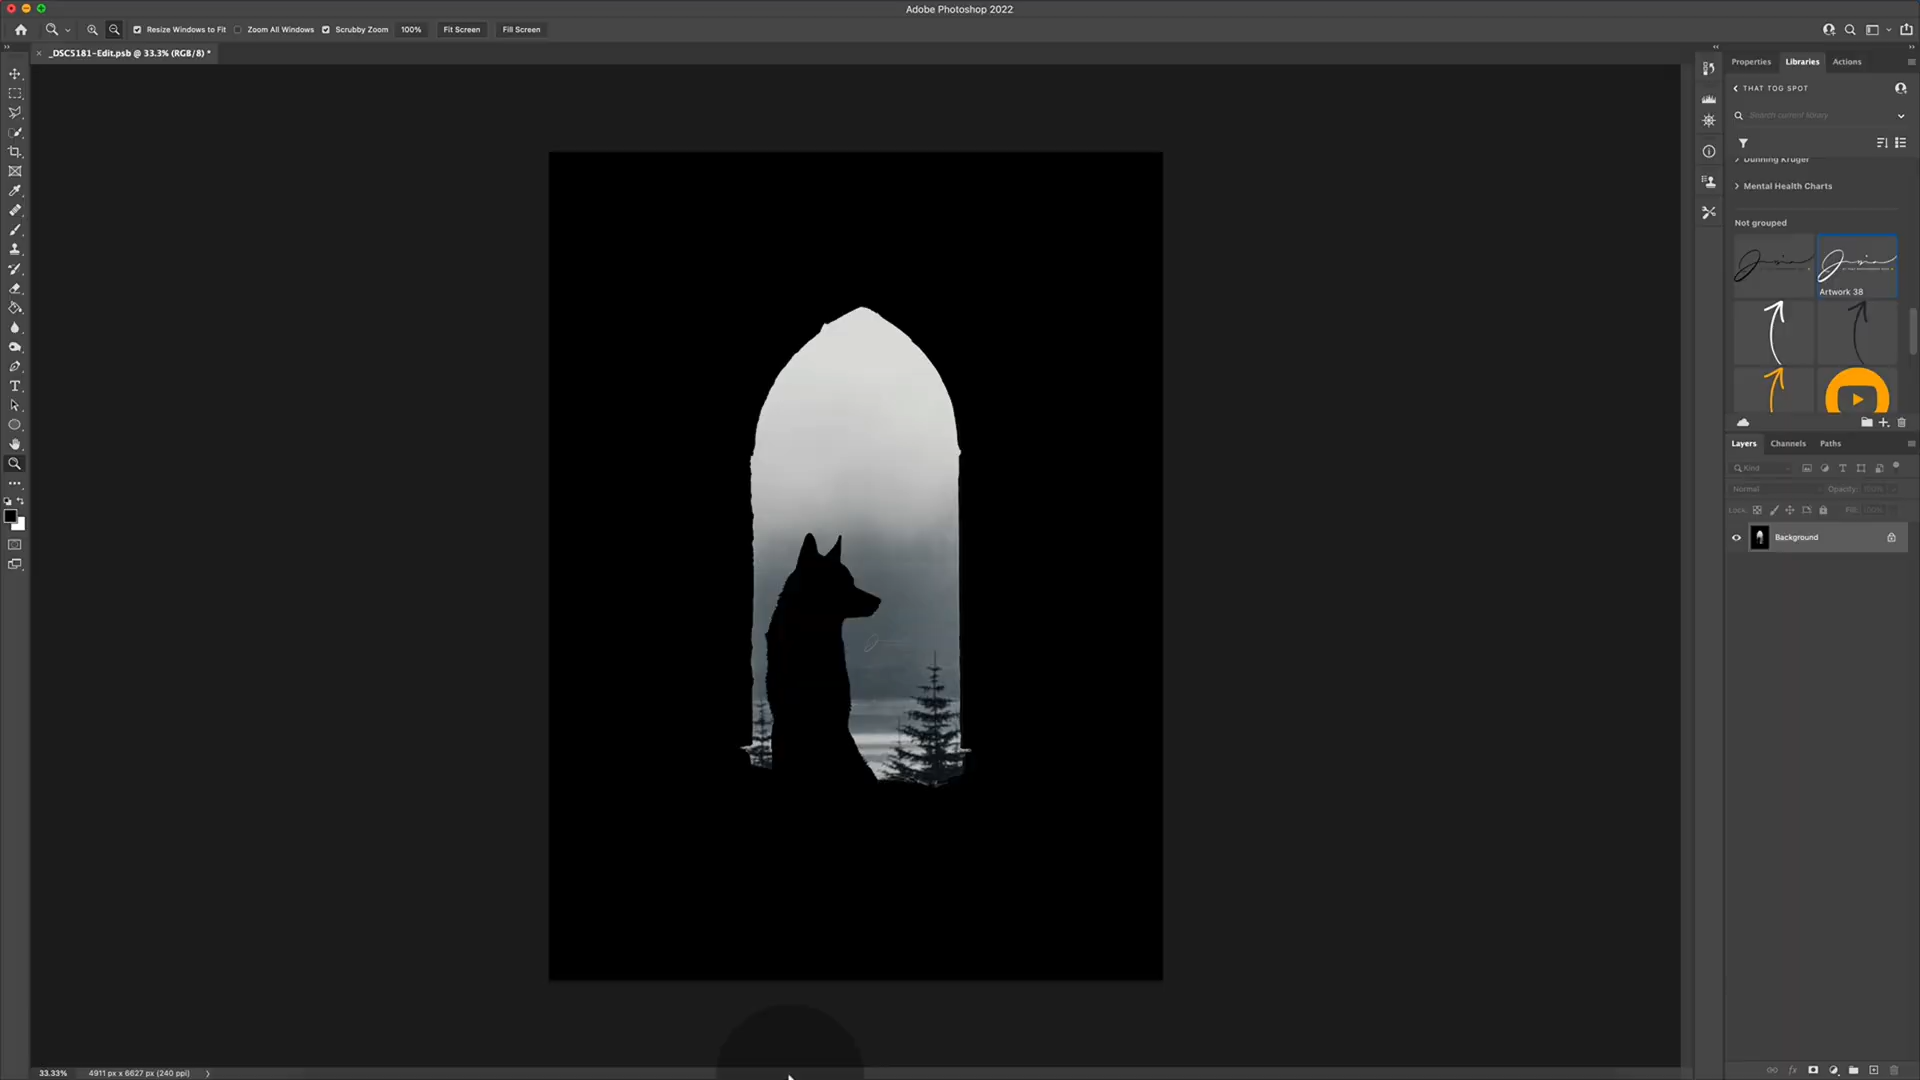 Adobe Photoshop 2022
Resize Windows to Fit
Zoom All Windows
Scrubby Zoom
100%
Fit Screen
Fill Screen
_DSC5181-Edit.psb @ 33.3% (RGB/8) *
Properties
Libraries
Actions
THAT TOG SPOT
Search current library
Dunning Kruger
Mental Health Charts
Not grouped
Artwork 38
Layers
Channels
Paths
Kind
Normal
Opacity: 100%
Lock:
Fill: 100%
Background
33.33%
4911 px x 6627 px (240 ppi)